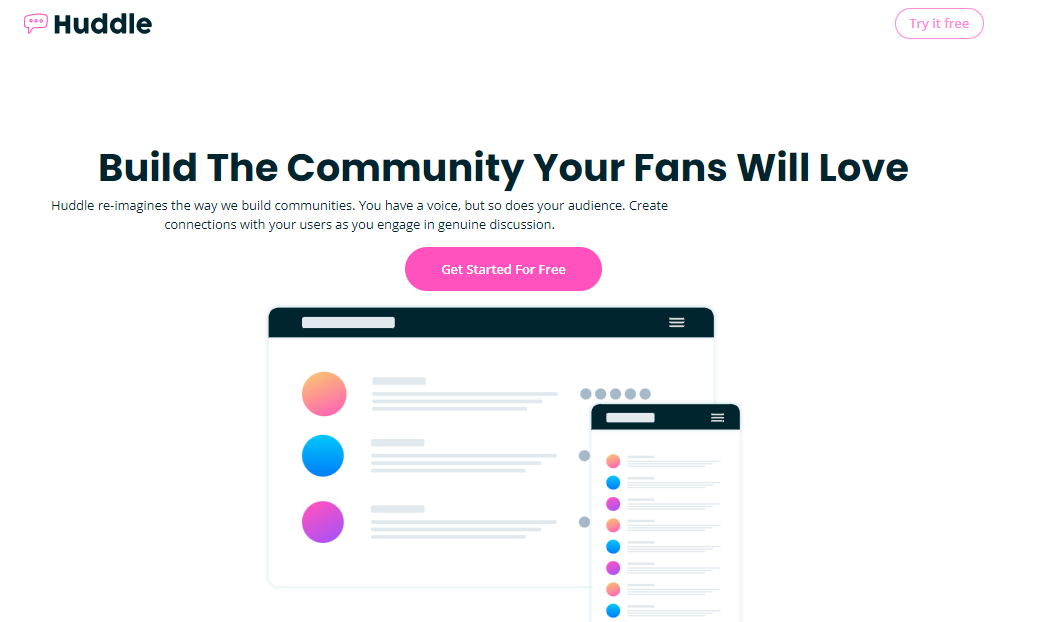 Huddle
Try it free
Build The Community Your Fans Will Love
Huddle re-imagines the way we build communities. You have a voice, but so does your audience. Create
connections with your users as you engage in genuine discussion.
Get Started For Free